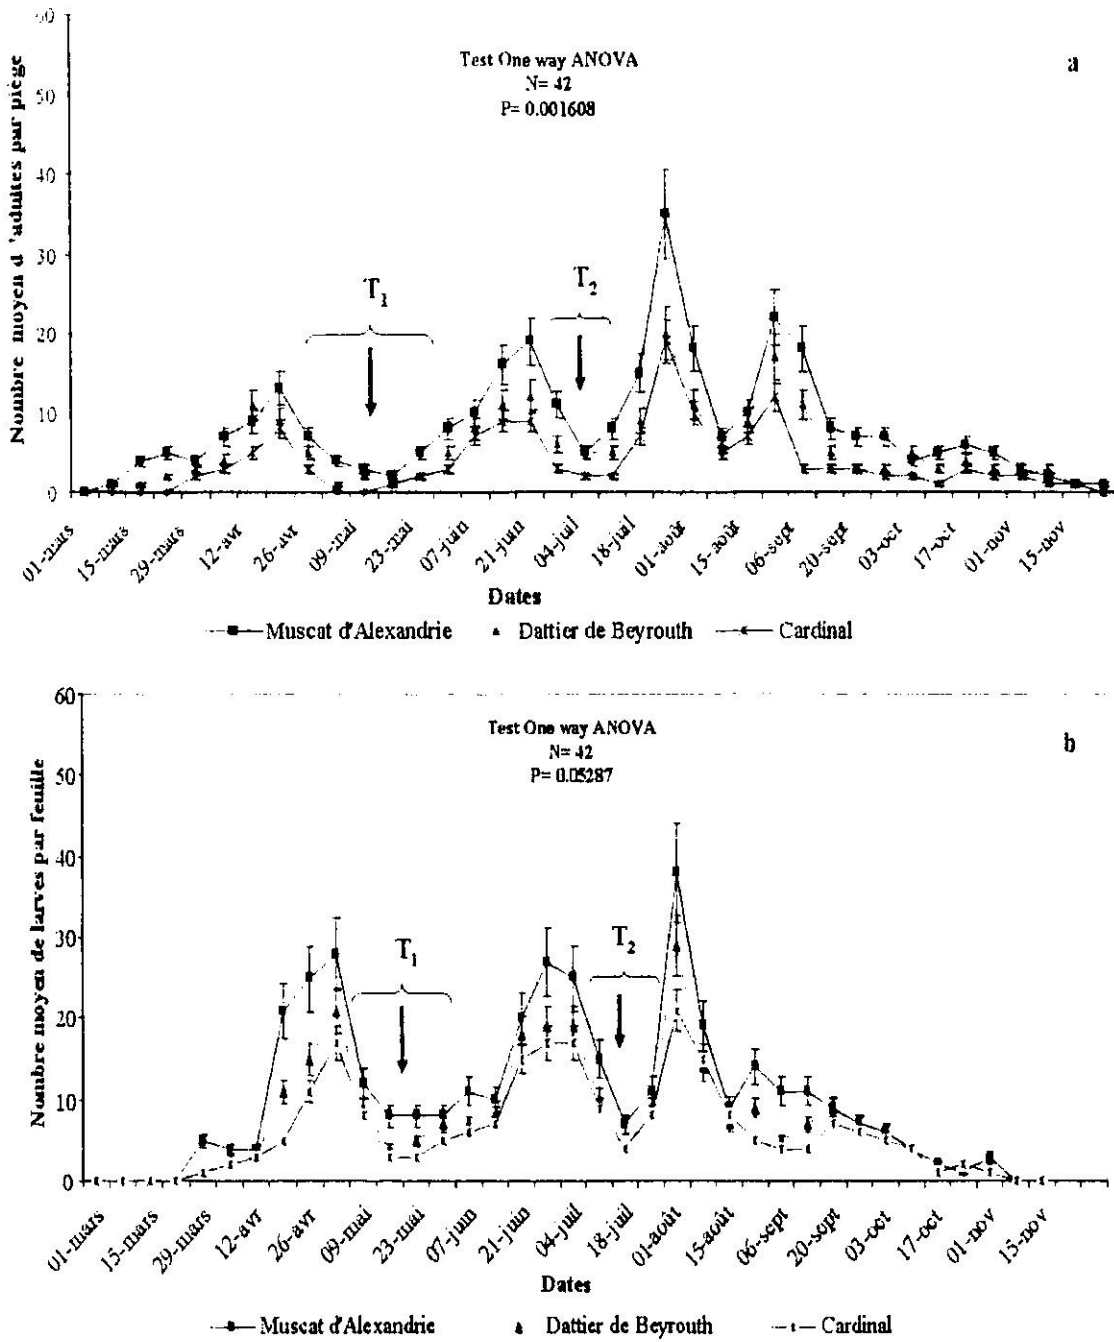 60
Test One way ANOVA
a
N= 42
P= 0.001608
50
40
30
20
10
0
T1
T2
Nombre moyen d'adultes par piège
01-mars
15-mars
29-mars
12-avr
26-avr
09-mai
23-mai
07-juin
21-juin
04-juil
18-juil
01-août
15-août
06-sept
20-sept
03-oct
17-oct
01-nov
15-nov
Dates
Muscat d'Alexandrie
Dattier de Beyrouth
Cardinal
60
Test One way ANOVA
b
N= 42
P= 0.05287
50
40
30
20
10
0
T1
T2
Nombre moyen de larves par feuille
01-mars
15-mars
29-mars
12-avr
26-avr
09-mai
23-mai
07-juin
21-juin
04-juil
18-juil
01-août
15-août
06-sept
20-sept
03-oct
17-oct
01-nov
15-nov
Dates
Muscat d'Alexandrie
Dattier de Beyrouth
Cardinal